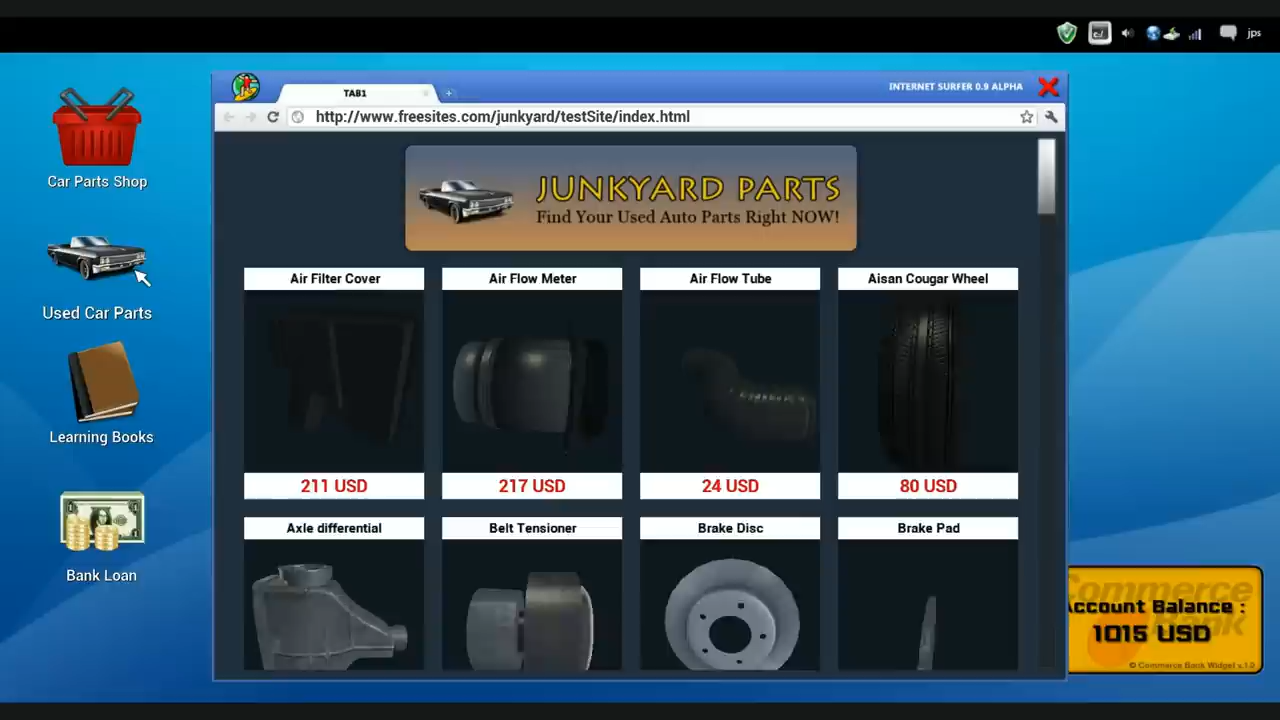 jps
TAB1
INTERNET SURFER 0.9 ALPHA
http://www.freesites.com/junkyard/testSite/index.html
JUNKYARD PARTS
Find Your Used Auto Parts Right NOW!
Car Parts Shop
Used Car Parts
Learning Books
Bank Loan
Air Filter Cover
Air Flow Meter
Air Flow Tube
Aisan Cougar Wheel
211 USD
217 USD
24 USD
80 USD
Axle differential
Belt Tensioner
Brake Disc
Brake Pad
Commerce
Bank
Account Balance :
1015 USD
© Commerce Bank Widget v.1.0